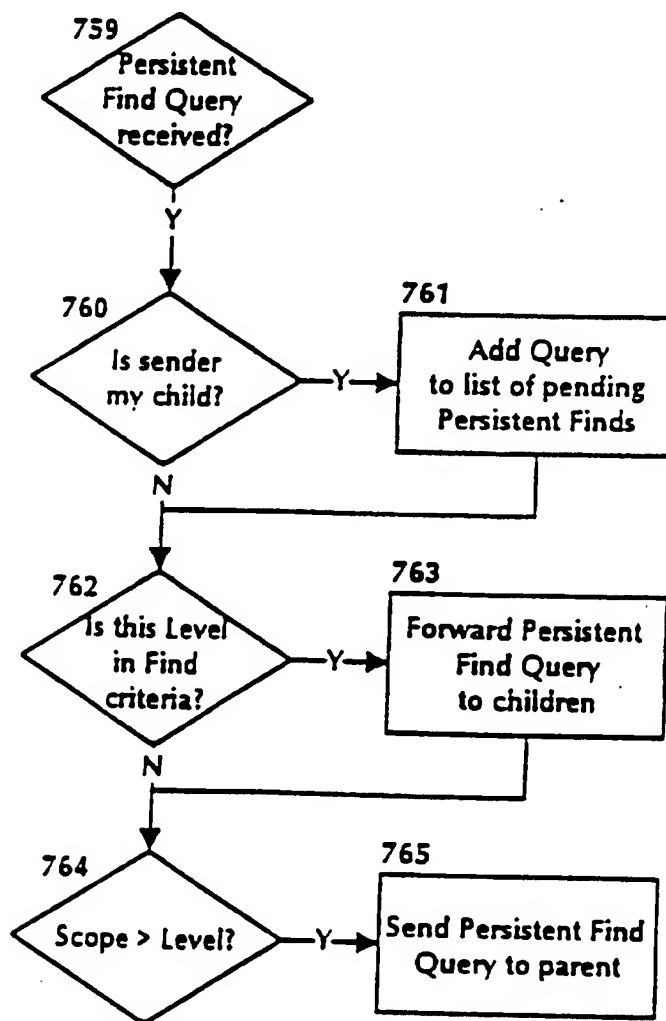 759
Persistent
Find Query
received?
Y
760
Is sender
my child?
Y
761
Add Query
to list of pending
Persistent Finds
N
762
Is this Level
in Find
criteria?
Y
763
Forward Persistent
Find Query
to children
N
764
Scope > Level?
Y
765
Send Persistent Find
Query to parent